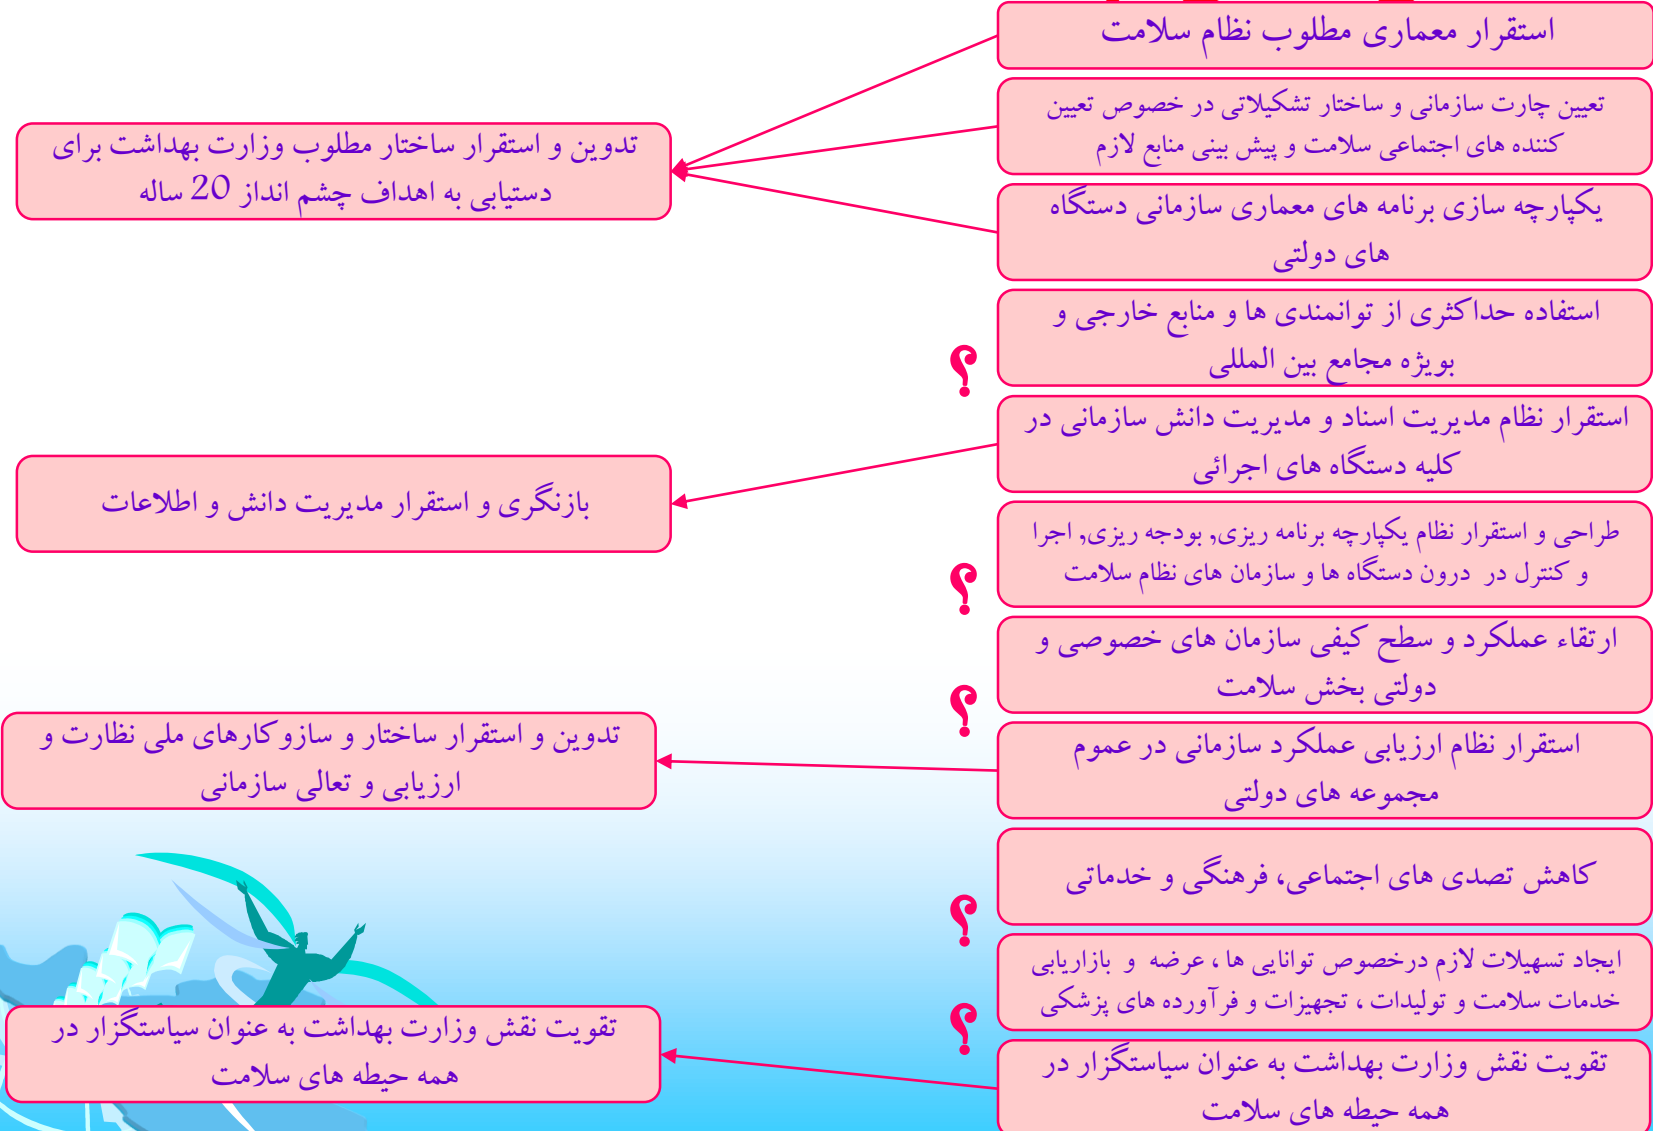 استقرار معماری مطلوب نظام سلامت
تعیین چارت سازمانی و ساختار تشکیلاتی در خصوص تعیین
کننده های اجتماعی سلامت و پیش بینی منابع لازم
تدوین و استقرار ساختار مطلوب وزارت بهداشت برای
دستیابی به اهداف چشم انداز 20 ساله
یکپارچه سازی برنامه های معماری سازمانی دستگاه
های دولتی
استفاده حداکثری از توانمندی ها و منابع خارجی و
بویژه مجامع بین المللی
؟
استقرار نظام مدیریت اسناد و مدیریت دانش سازمانی در
کلیه دستگاه های اجرائی
بازنگری و استقرار مدیریت دانش و اطلاعات
طراحی و استقرار نظام یکپارچه برنامه ریزی, بودجه ریزی, اجرا
و کنترل در درون دستگاه ها و سازمان های نظام سلامت
؟
ارتقاء عملکرد و سطح کیفی سازمان های خصوصی و
دولتی بخش سلامت
؟
استقرار نظام ارزیابی عملکرد سازمانی در عموم
مجموعه های دولتی
تدوین و استقرار ساختار و سازوکارهای ملی نظارت و
ارزیابی و تعالی سازمانی
کاهش تصدی های اجتماعی، فرهنگی و خدماتی
؟
ایجاد تسهیلات لازم درخصوص توانایی ها ، عرضه و بازاریابی
خدمات سلامت و تولیدات ، تجهیزات و فرآورده های پزشکی
؟
تقویت نقش وزارت بهداشت به عنوان سیاستگزار در
همه حیطه های سلامت
تقویت نقش وزارت بهداشت به عنوان سیاستگزار در
همه حیطه های سلامت